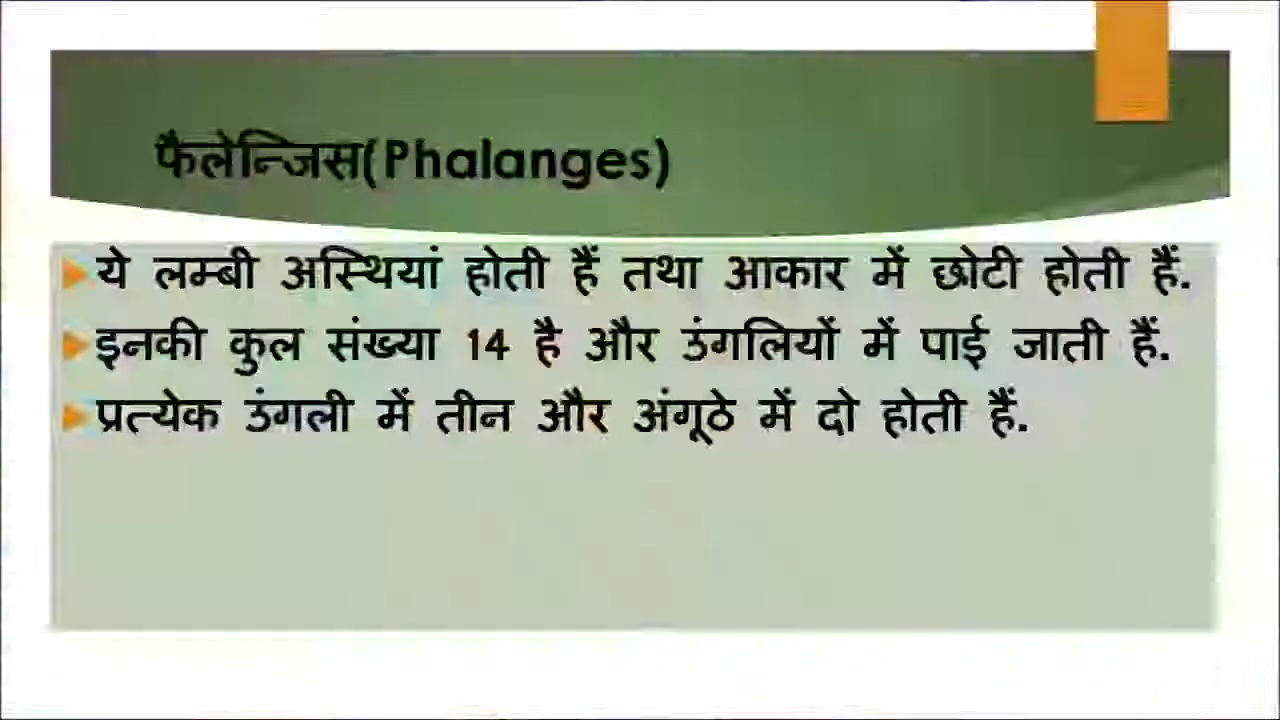 फैलेन्जिस(Phalanges)
ये लम्बी अस्थियां होती हैं तथा आकार में छोटी होती हैं.
इनकी कुल संख्या 14 है और उंगलियों में पाई जाती हैं.
प्रत्येक उंगली में तीन और अंगूठे में दो होती हैं.